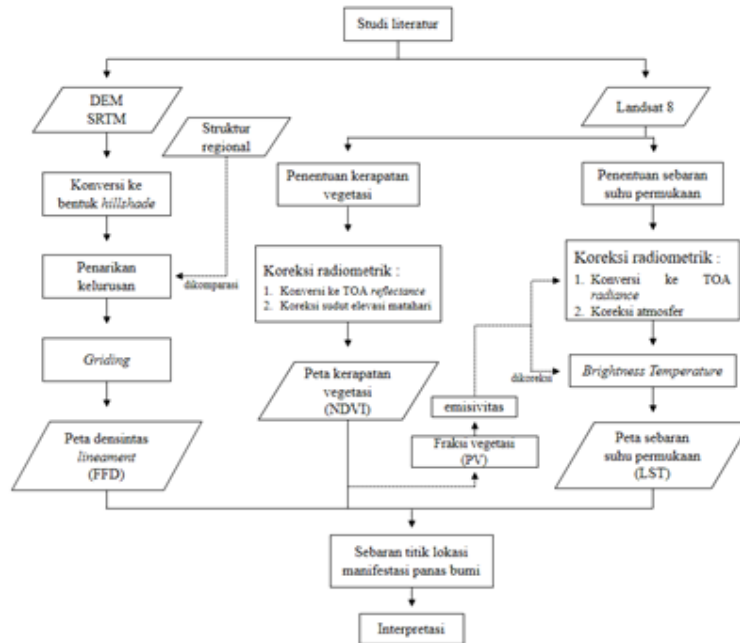 Studi literatur
DEM
SRTM
Struktur
regional
Landsat 8
Konversi ke
bentuk hillshade
Penentuan kerapatan
vegetasi
Penentuan sebaran
suhu permukaan
Penarikan
kelurusan
dikomparasi
Koreksi radiometrik :
1. Konversi ke TOA reflectance
2. Koreksi sudut elevasi matahari
Koreksi radiometrik :
1. Konversi ke TOA
radiance
2. Koreksi atmosfer
Griding
Peta kerapatan
vegetasi
(NDVI)
emisivitas
dikoreksi
Brightness Temperature
Peta densintas
lineament
(FFD)
Fraksi vegetasi
(PV)
Peta sebaran
suhu permukaan
(LST)
Sebaran titik lokasi
manifestasi panas bumi
Interpretasi